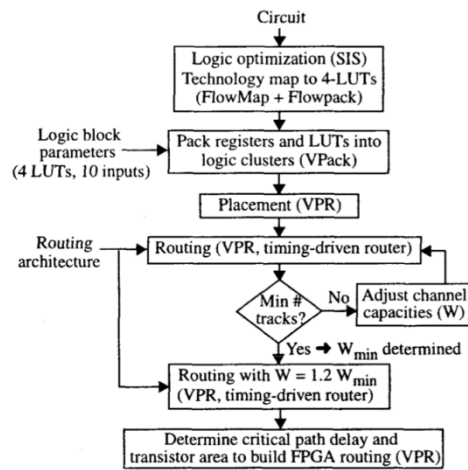 Circuit
Logic optimization (SIS)
Technology map to 4-LUTs
(FlowMap + Flowpack)
Logic block
parameters
(4 LUTs, 10 inputs)
Pack registers and LUTs into
logic clusters (VPack)
Placement (VPR)
Routing
architecture
Routing (VPR, timing-driven router)
Min #
tracks?
No
Adjust channel
capacities (W)
Yes → Wmin determined
Routing with W = 1.2 Wmin
(VPR, timing-driven router)
Determine critical path delay and
transistor area to build FPGA routing (VPR)